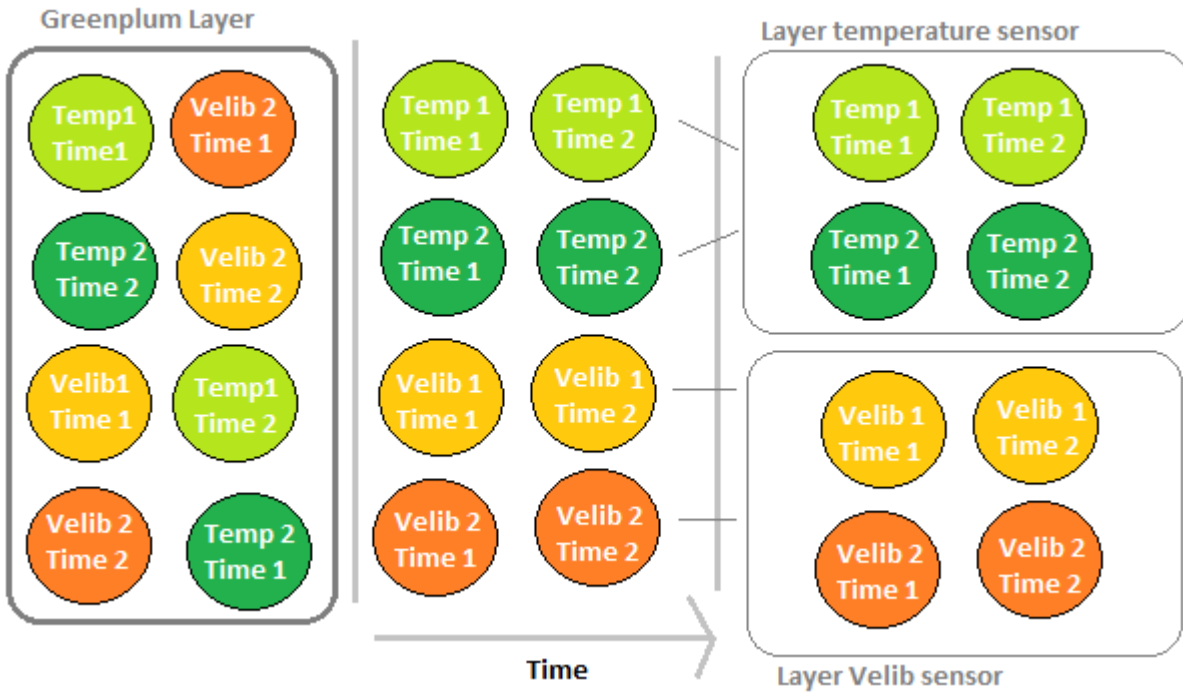 Greenplum Layer
Temp1
Time1
Velib 2
Time 1
Temp 2
Time 2
Velib 2
Time 2
Velib1
Time 1
Temp1
Time 2
Velib 2
Time 2
Temp 2
Time 1
Temp 1
Time 1
Temp 1
Time 2
Temp 2
Time 1
Temp 2
Time 2
Velib 1
Time 1
Velib 1
Time 2
Velib 2
Time 1
Velib 2
Time 2
Time
Layer temperature sensor
Temp 1
Time 1
Temp 1
Time 2
Temp 2
Time 1
Temp 2
Time 2
Velib 1
Time 1
Velib 1
Time 2
Velib 2
Time 1
Velib 2
Time 2
Layer Velib sensor